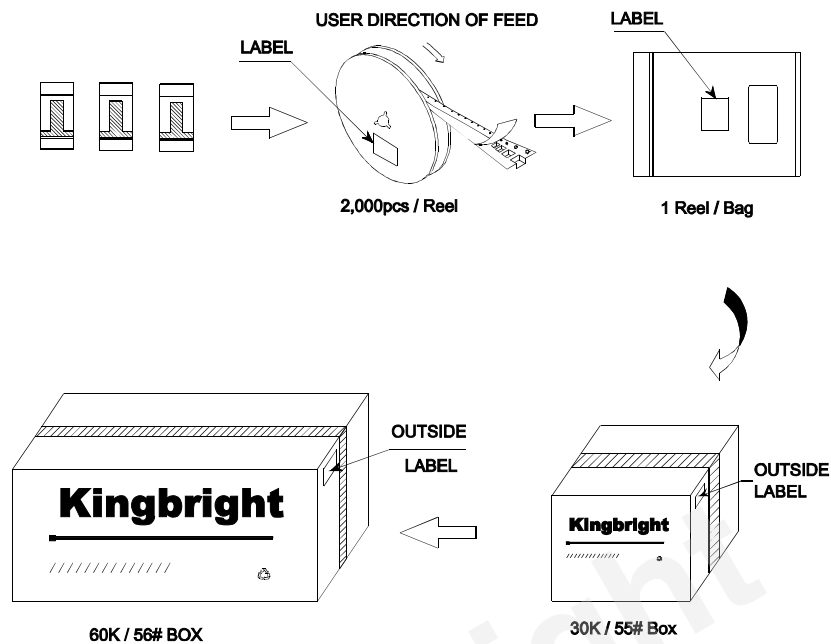 USER DIRECTION OF FEED
LABEL
LABEL
2,000pcs / Reel
1 Reel / Bag
OUTSIDE
LABEL
Kingbright
60K / 56# BOX
OUTSIDE
LABEL
Kingbright
30K / 55# Box